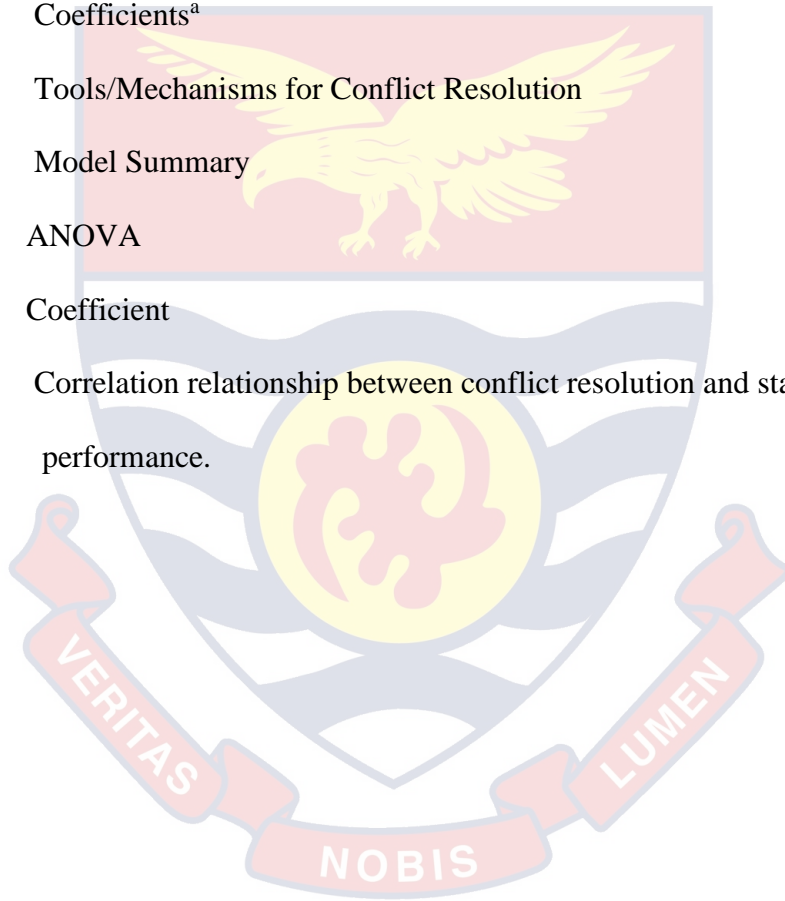 Coefficientsᵃ
Tools/Mechanisms for Conflict Resolution
Model Summary
ANOVA
Coefficient
Correlation relationship between conflict resolution and sta
performance.
VERITAS
NOBIS
LUMEN